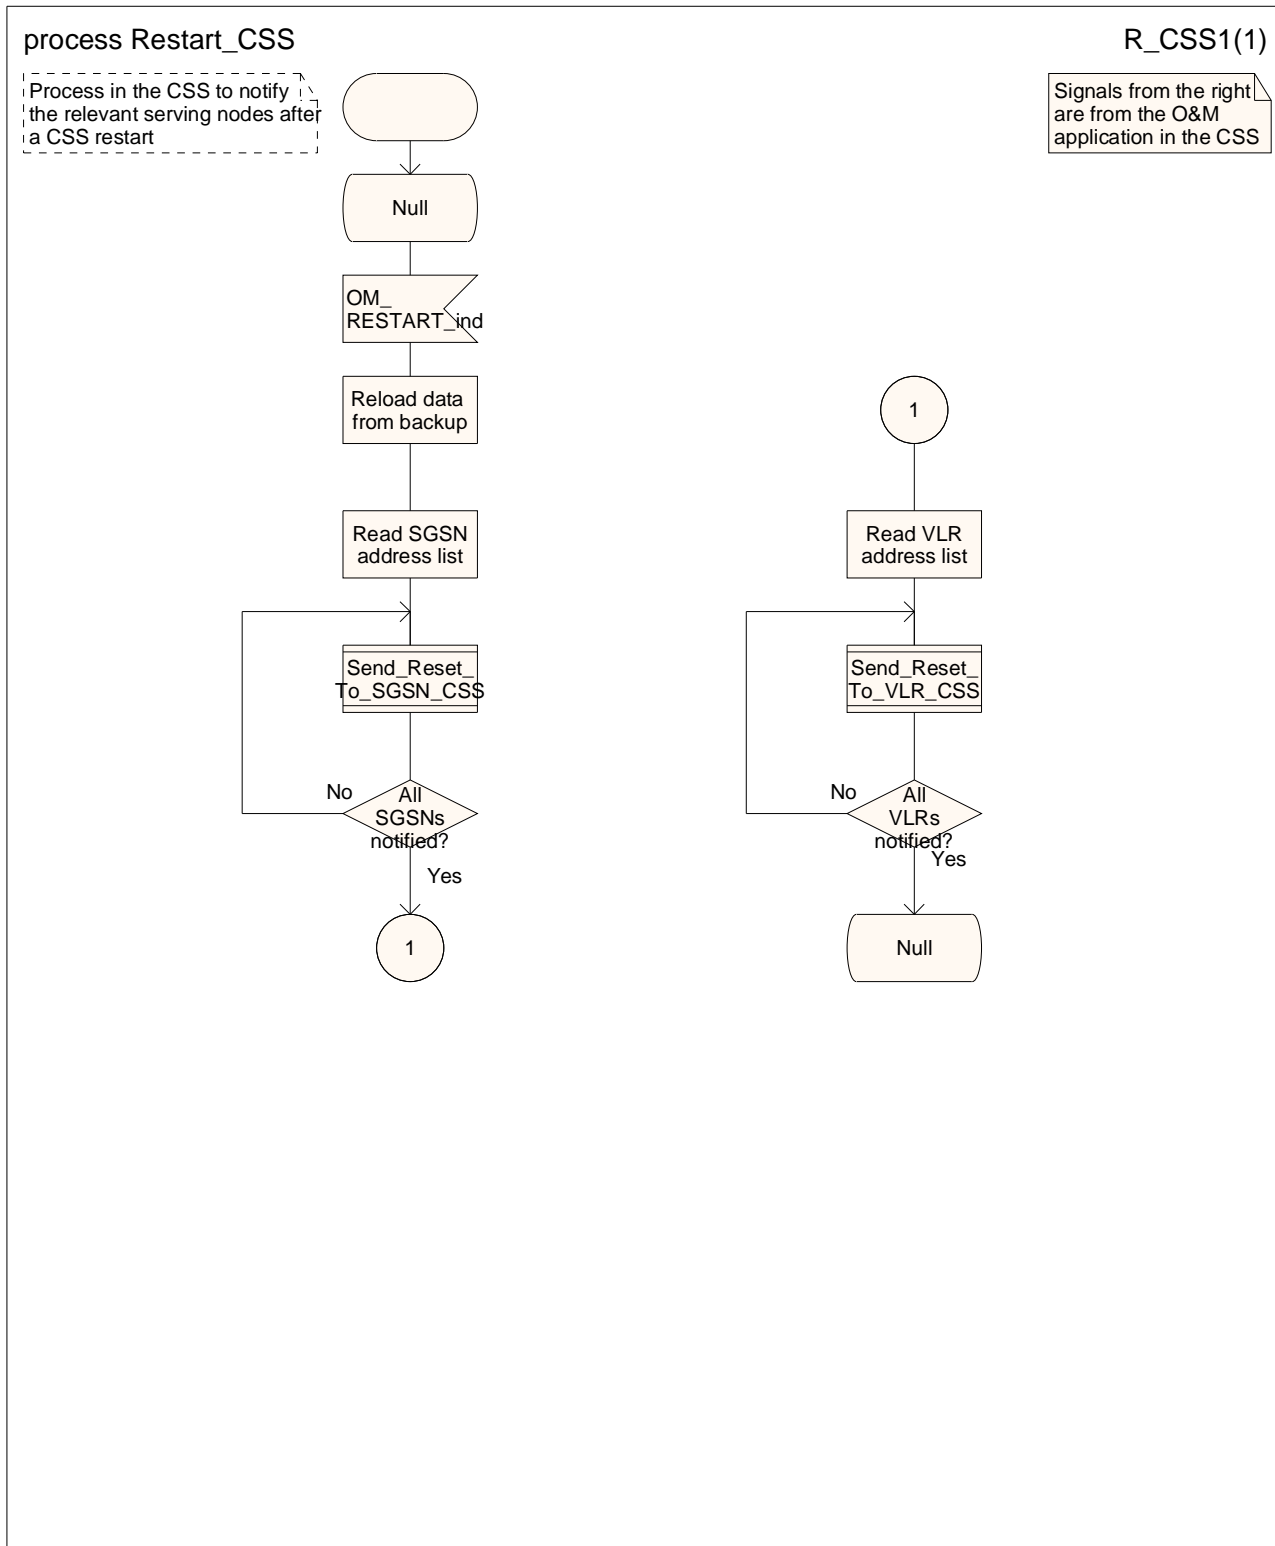 process Restart_CSS
R_CSS1(1)
Process in the CSS to notify
the relevant serving nodes after
a CSS restart
Signals from the right
are from the O&M
application in the CSS
Null
OM_
RESTART_ind
Reload data
from backup
Read SGSN
address list
Send_Reset_
To_SGSN_CSS
No
All
SGSNs
notified?
Yes
1
1
Read VLR
address list
Send_Reset_
To_VLR_CSS
No
All
VLRs
notified?
Yes
Null